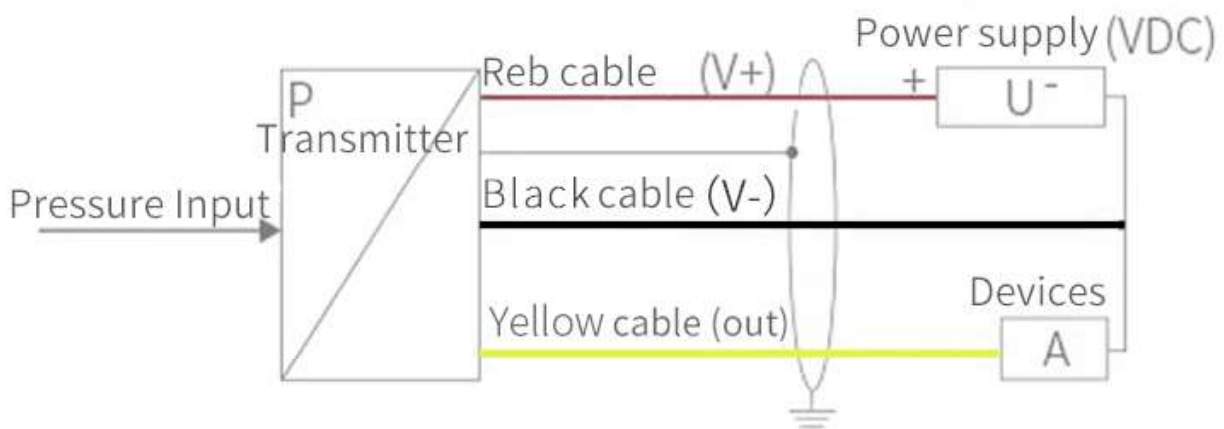 Power supply (VDC)
Reb cable (V+) + U -
P
Transmitter
Black cable (V-)
Pressure Input
Devices
Yellow cable (out)
A